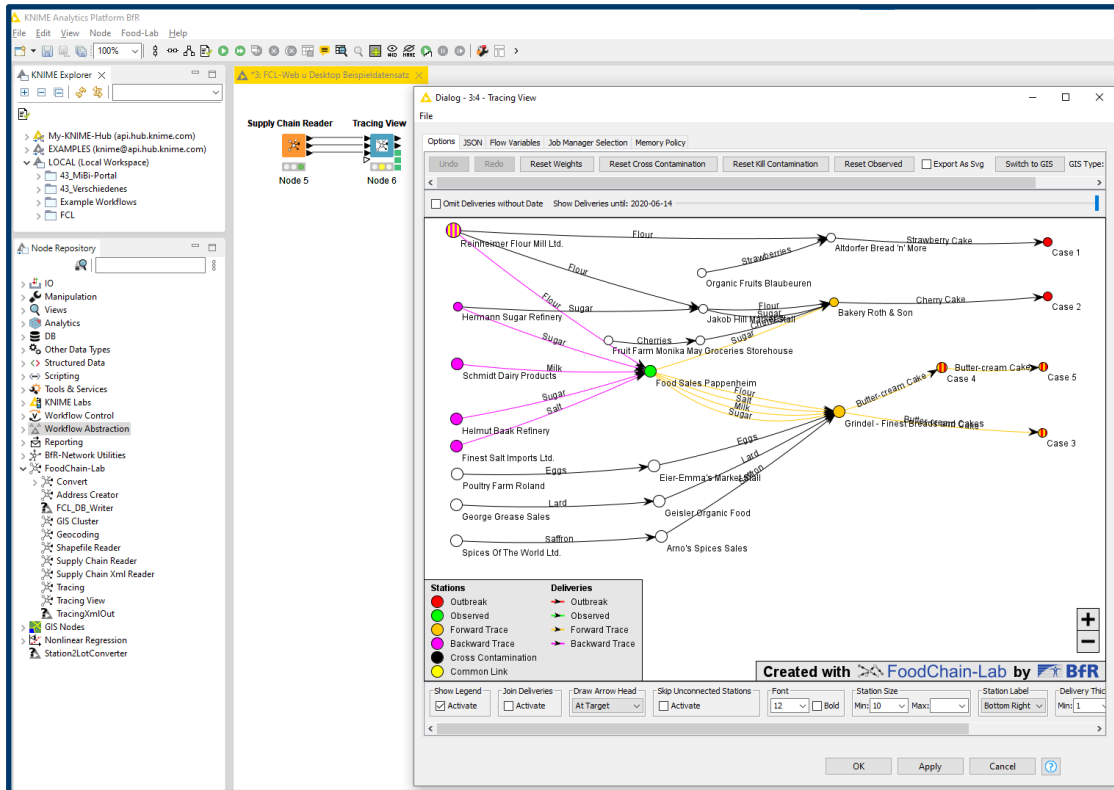 KNIME Analytics Platform BfR
File Edit View Node Food-Lab Help
100%
KNIME Explorer
*3: FCL-Web u Desktop Beispieldatensatz
My-KNIME-Hub (api.hub.knime.com)
EXAMPLES (knime@api.hub.knime.com)
LOCAL (Local Workspace)
43_MiBi-Portal
43_Verschiedenes
Example Workflows
FCL
Node Repository
IO
Manipulation
Views
Analytics
DB
Other Data Types
Structured Data
Scripting
Tools & Services
KNIME Labs
Workflow Control
Workflow Abstraction
Reporting
BfR-Network Utilities
FoodChain-Lab
Convert
Address Creator
FCL_DB_Writer
GIS Cluster
Geocoding
Shapefile Reader
Supply Chain Reader
Supply Chain Xml Reader
Tracing
Tracing View
TracingXmlOut
GIS Nodes
Nonlinear Regression
Station2LotConverter
Supply Chain Reader Tracing View
Node 5 Node 6
Dialog - 3:4 - Tracing View
File
Options JSON Flow Variables Job Manager Selection Memory Policy
Undo Redo Reset Weights Reset Cross Contamination Reset Kill Contamination Reset Observed Export As Svg Switch to GIS GIS Type:
Omit Deliveries without Date Show Deliveries until: 2020-06-14
Reinheimer Flour Mill Ltd.
Flour
Altdorfer Bread 'n' More
Strawberry Cake
Case 1
Strawberries
Organic Fruits Blaubeuren
Flour
Flour
Hermann Sugar Refinery
Sugar
Jakob Hill Market Stall
Flour
Sugar
Bakery Roth & Son
Cherry Cake
Case 2
Cherries
Fruit Farm Monika May Groceries Storehouse
Sugar
Sugar
Schmidt Dairy Products
Milk
Food Sales Pappenheim
Flour
Salt
Milk
Sugar
Butter-cream Cake
Case 4
Butter-cream Cake
Case 5
Helmut Baak Refinery
Sugar
Salt
Grindel - Finest Breads and Cakes
Case 3
Finest Salt Imports Ltd.
Eggs
Poultry Farm Roland
Eggs
Eier-Emma's Market Stall
Lard
George Grease Sales
Lard
Geisler Organic Food
Spices Of The World Ltd.
Saffron
Arno's Spices Sales
Stations Deliveries
Outbreak Outbreak
Observed Observed
Forward Trace Forward Trace
Backward Trace Backward Trace
Cross Contamination
Common Link
Created with FoodChain-Lab by BfR
Show Legend Join Deliveries Draw Arrow Head Skip Unconnected Stations Font Station Size Station Label Delivery Thic
Activate Activate At Target Activate 12 Bold Min: 10 Max: Bottom Right Min: 1
OK Apply Cancel